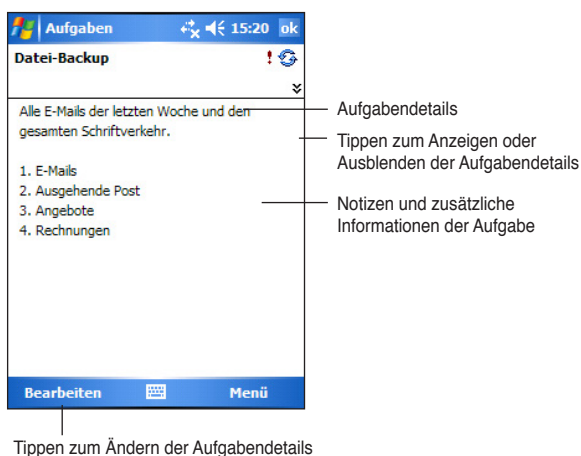 Aufgaben 15:20 ok
Datei-Backup !
Alle E-Mails der letzten Woche und den
gesamten Schriftverkehr.
1. E-Mails
2. Ausgehende Post
3. Angebote
4. Rechnungen
Bearbeiten Menü
Aufgabendetails
Tippen zum Anzeigen oder
Ausblenden der Aufgabendetails
Notizen und zusätzliche
Informationen der Aufgabe
Tippen zum Ändern der Aufgabendetails